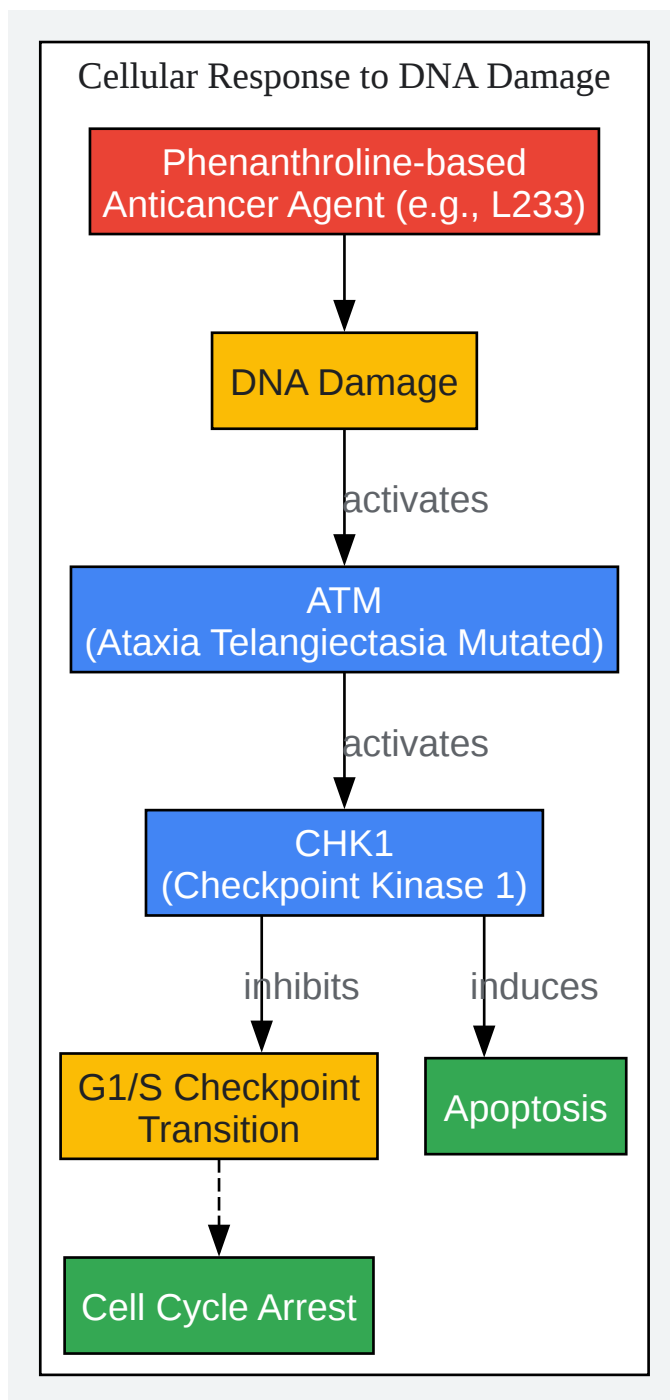 Cellular Response to DNA Damage
Phenanthroline-based
Anticancer Agent (e.g., L233)
DNA Damage
activates
ATM
(Ataxia Telangiectasia Mutated)
activates
CHK1
(Checkpoint Kinase 1)
inhibits
induces
G1/S Checkpoint
Transition
Apoptosis
Cell Cycle Arrest